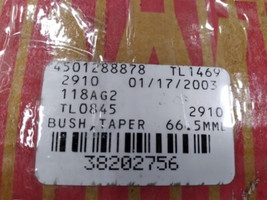 4501288878 TL1469
2910 01/17/2003
118AG2
TL0845 2910
BUSH,TAPER 66.5MML
38202756